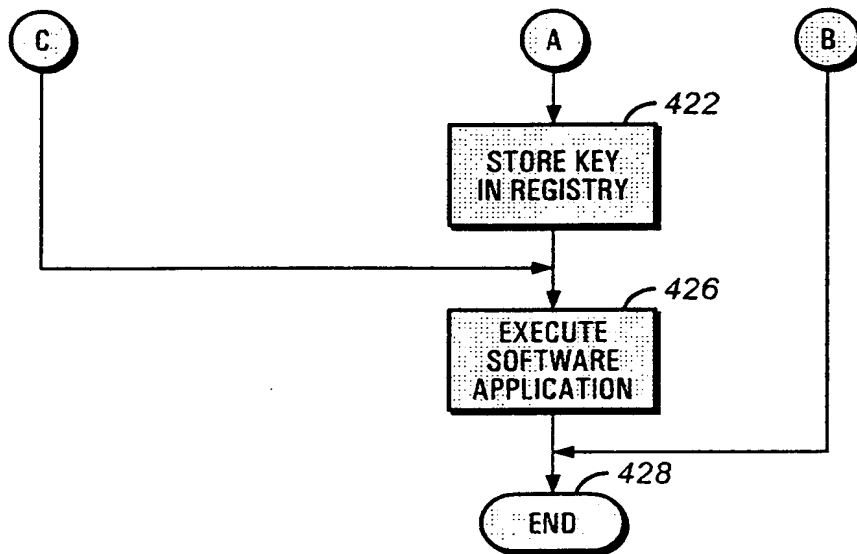 C
A
B
422
STORE KEY
IN REGISTRY
426
EXECUTE
SOFTWARE
APPLICATION
428
END